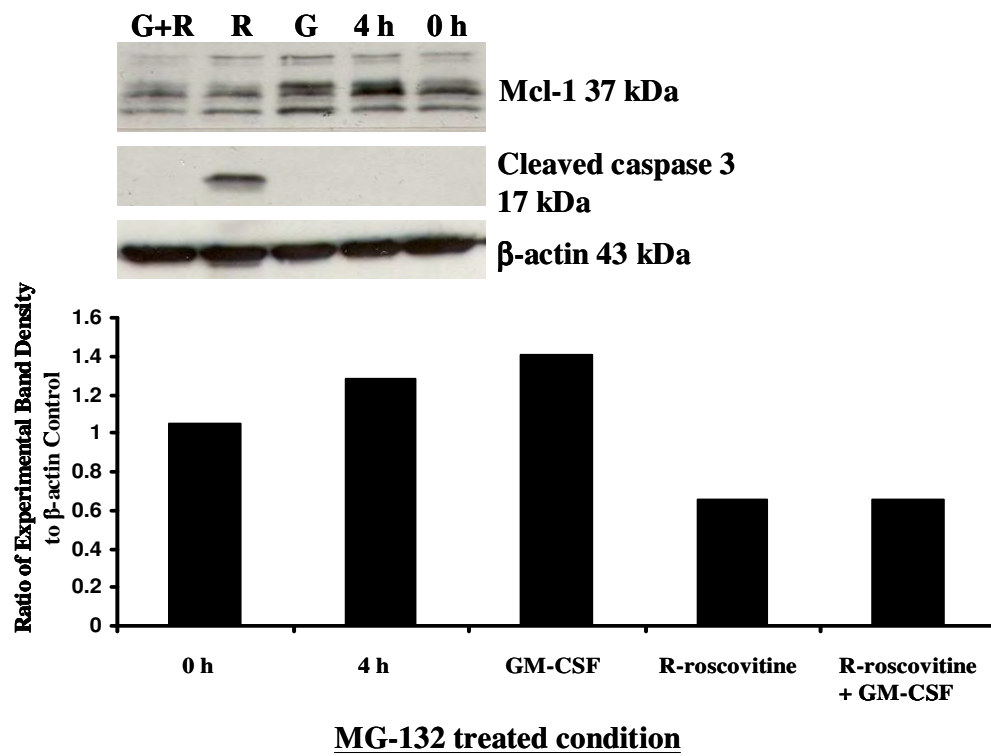 G+R R G 4 h 0 h
Mcl-1 37 kDa
Cleaved caspase 3
17 kDa
β-actin 43 kDa
Ratio of Experimental Band Density
to β-actin Control
1.6
1.4
1.2
1
0.8
0.6
0.4
0.2
0
0 h 4 h GM-CSF R-roscovitine R-roscovitine
+ GM-CSF
MG-132 treated condition